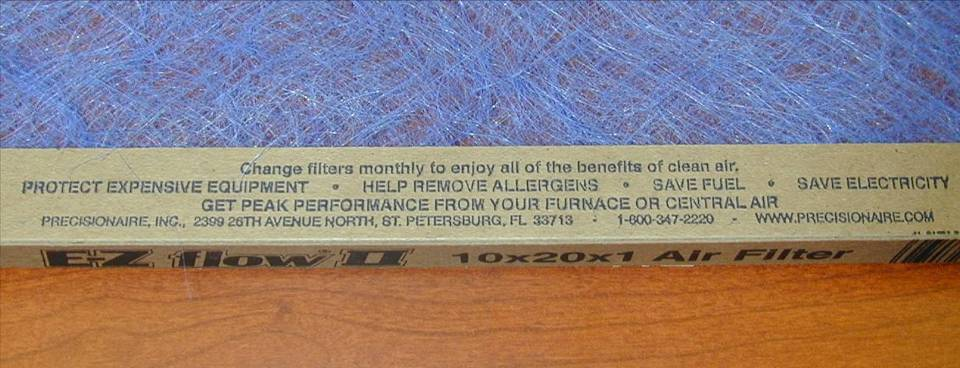 Change filters monthly to enjoy all of the benefits of clean air.
PROTECT EXPENSIVE EQUIPMENT • HELP REMOVE ALLERGENS • SAVE FUEL • SAVE ELECTRICITY
GET PEAK PERFORMANCE FROM YOUR FURNACE OR CENTRAL AIR
PRECISIONAIRE, INC., 2399 26TH AVENUE NORTH, ST. PETERSBURG, FL 33713 - 1-800-347-2220 - WWW.PRECISIONAIRE.COM
E-Z flow II 10x20x1 Air Filter